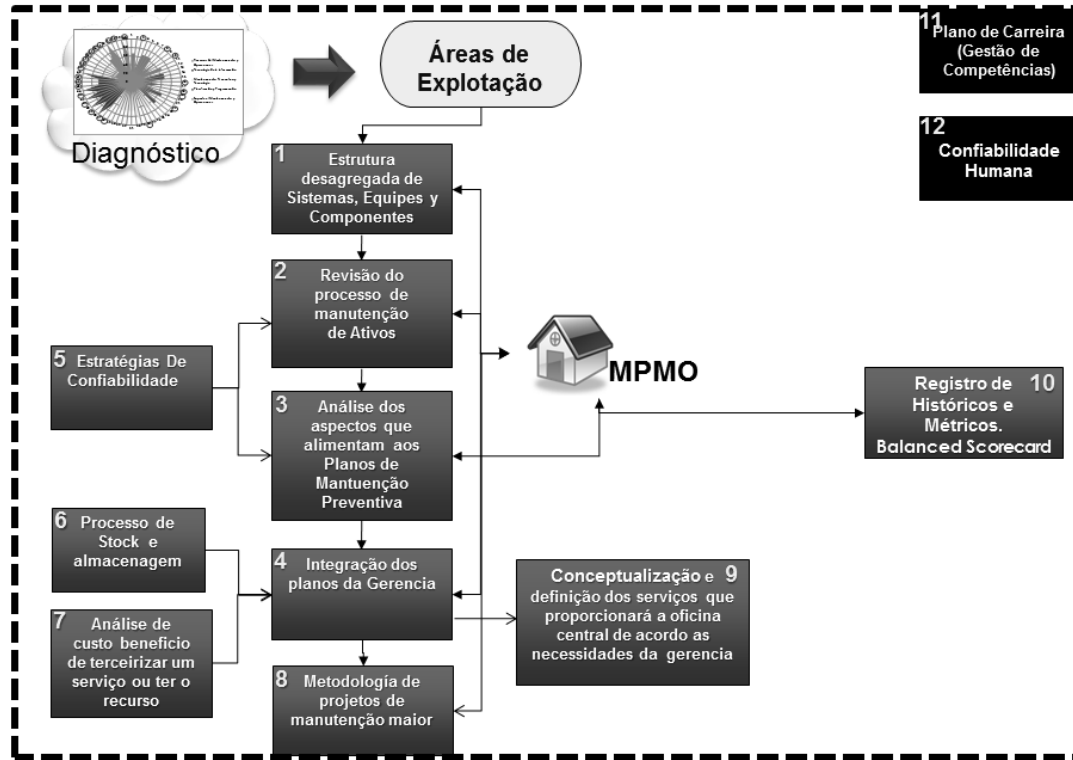 Diagnóstico
Áreas de
Explotação
11
Plano de Carreira
(Gestão de
Competências)
12
Confiabilidade
Humana
1
Estrutura
desagregada de
Sistemas, Equipes y
Componentes
2
Revisão do
processo de
manutenção
de Ativos
5
Estratégias De
Confiabilidade
MPMO
3
Análise dos
aspectos que
alimentam aos
Planos de
Mantuenção
Preventiva
Registro de 10
Históricos e
Métricos.
Balanced Scorecard
6
Processo de
Stock e
almacenagem
4
Integração dos
planos da Gerencia
7
Análise de
custo beneficio
de terceirizar um
serviço ou ter o
recurso
Conceptualização e 9
definição dos serviços que
proporcionará a oficina
central de acordo as
necessidades da gerencia
8
Metodología de
projetos de
manutenção maior